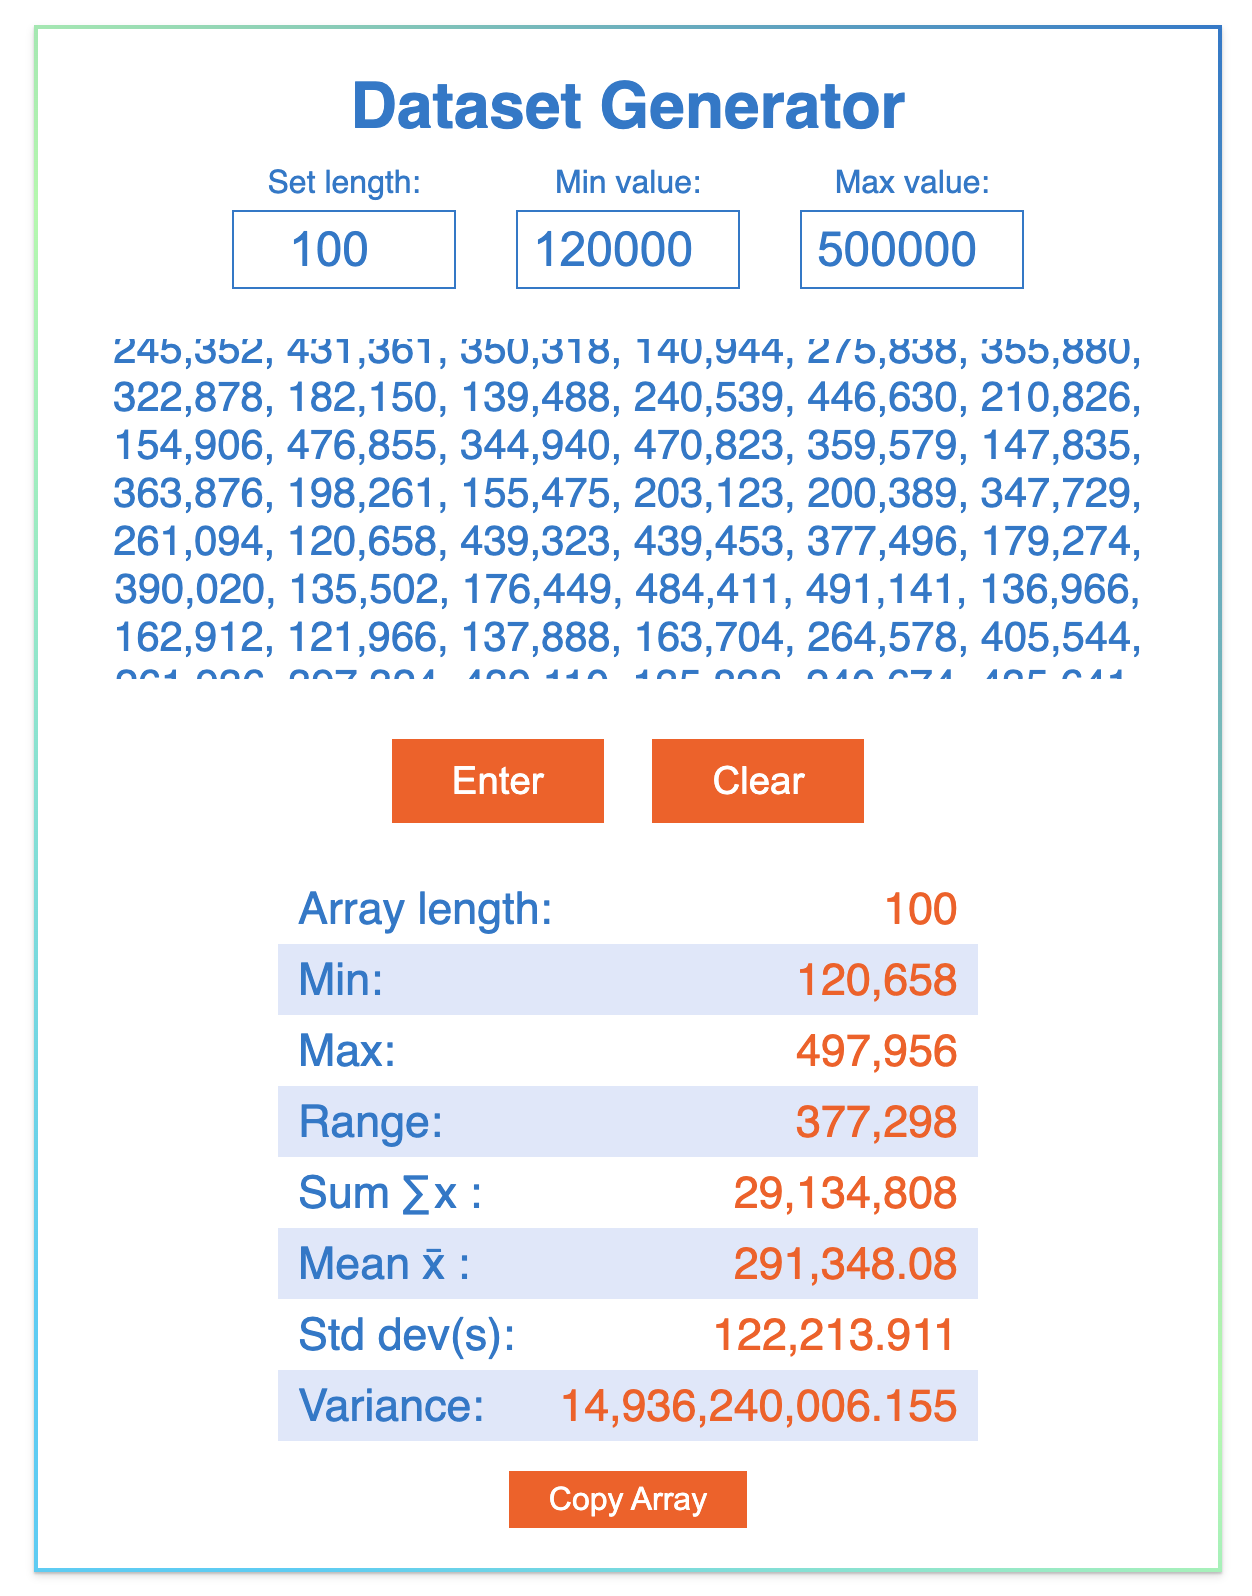 Dataset Generator
Set length: Min value: Max value:
100 120000 500000
245,352, 431,361, 350,318, 140,944, 275,838, 355,880,
322,878, 182,150, 139,488, 240,539, 446,630, 210,826,
154,906, 476,855, 344,940, 470,823, 359,579, 147,835,
363,876, 198,261, 155,475, 203,123, 200,389, 347,729,
261,094, 120,658, 439,323, 439,453, 377,496, 179,274,
390,020, 135,502, 176,449, 484,411, 491,141, 136,966,
162,912, 121,966, 137,888, 163,704, 264,578, 405,544,
Enter Clear
Array length: 100
Min: 120,658
Max: 497,956
Range: 377,298
Sum ∑x : 29,134,808
Mean x̄ : 291,348.08
Std dev(s): 122,213.911
Variance: 14,936,240,006.155
Copy Array